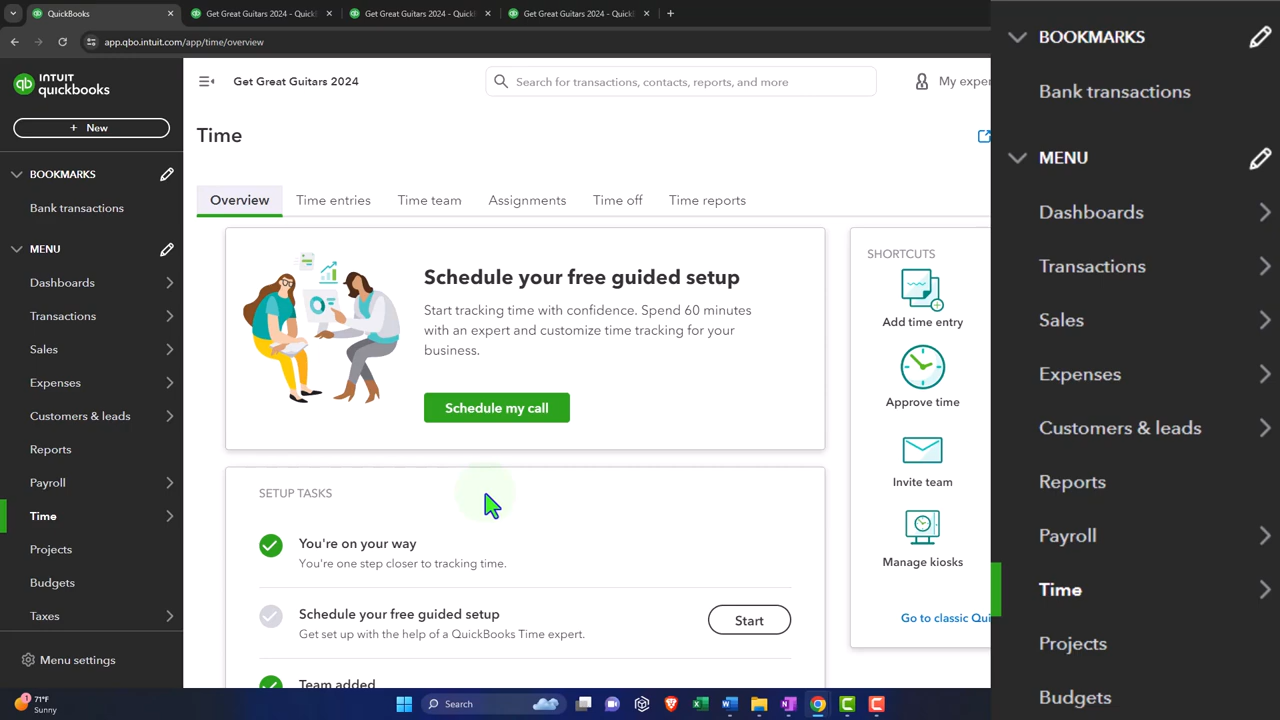 QuickBooks
Get Great Guitars 2024 - QuickB
Get Great Guitars 2024 - QuickB
Get Great Guitars 2024 - QuickB
app.qbo.intuit.com/app/time/overview
INTUIT
quickbooks
+ New
BOOKMARKS
Bank transactions
MENU
Dashboards
Transactions
Sales
Expenses
Customers & leads
Reports
Payroll
Time
Projects
Budgets
Taxes
Menu settings
Get Great Guitars 2024
Search for transactions, contacts, reports, and more
My exper
Time
Overview
Time entries
Time team
Assignments
Time off
Time reports
Schedule your free guided setup
Start tracking time with confidence. Spend 60 minutes
with an expert and customize time tracking for your
business.
Schedule my call
SETUP TASKS
You're on your way
You're one step closer to tracking time.
Schedule your free guided setup
Get set up with the help of a QuickBooks Time expert.
Start
Team added
SHORTCUTS
Add time entry
Approve time
Invite team
Manage kiosks
Go to classic Qui
BOOKMARKS
Bank transactions
MENU
Dashboards
Transactions
Sales
Expenses
Customers & leads
Reports
Payroll
Time
Projects
Budgets
1
71°F
Sunny
Search